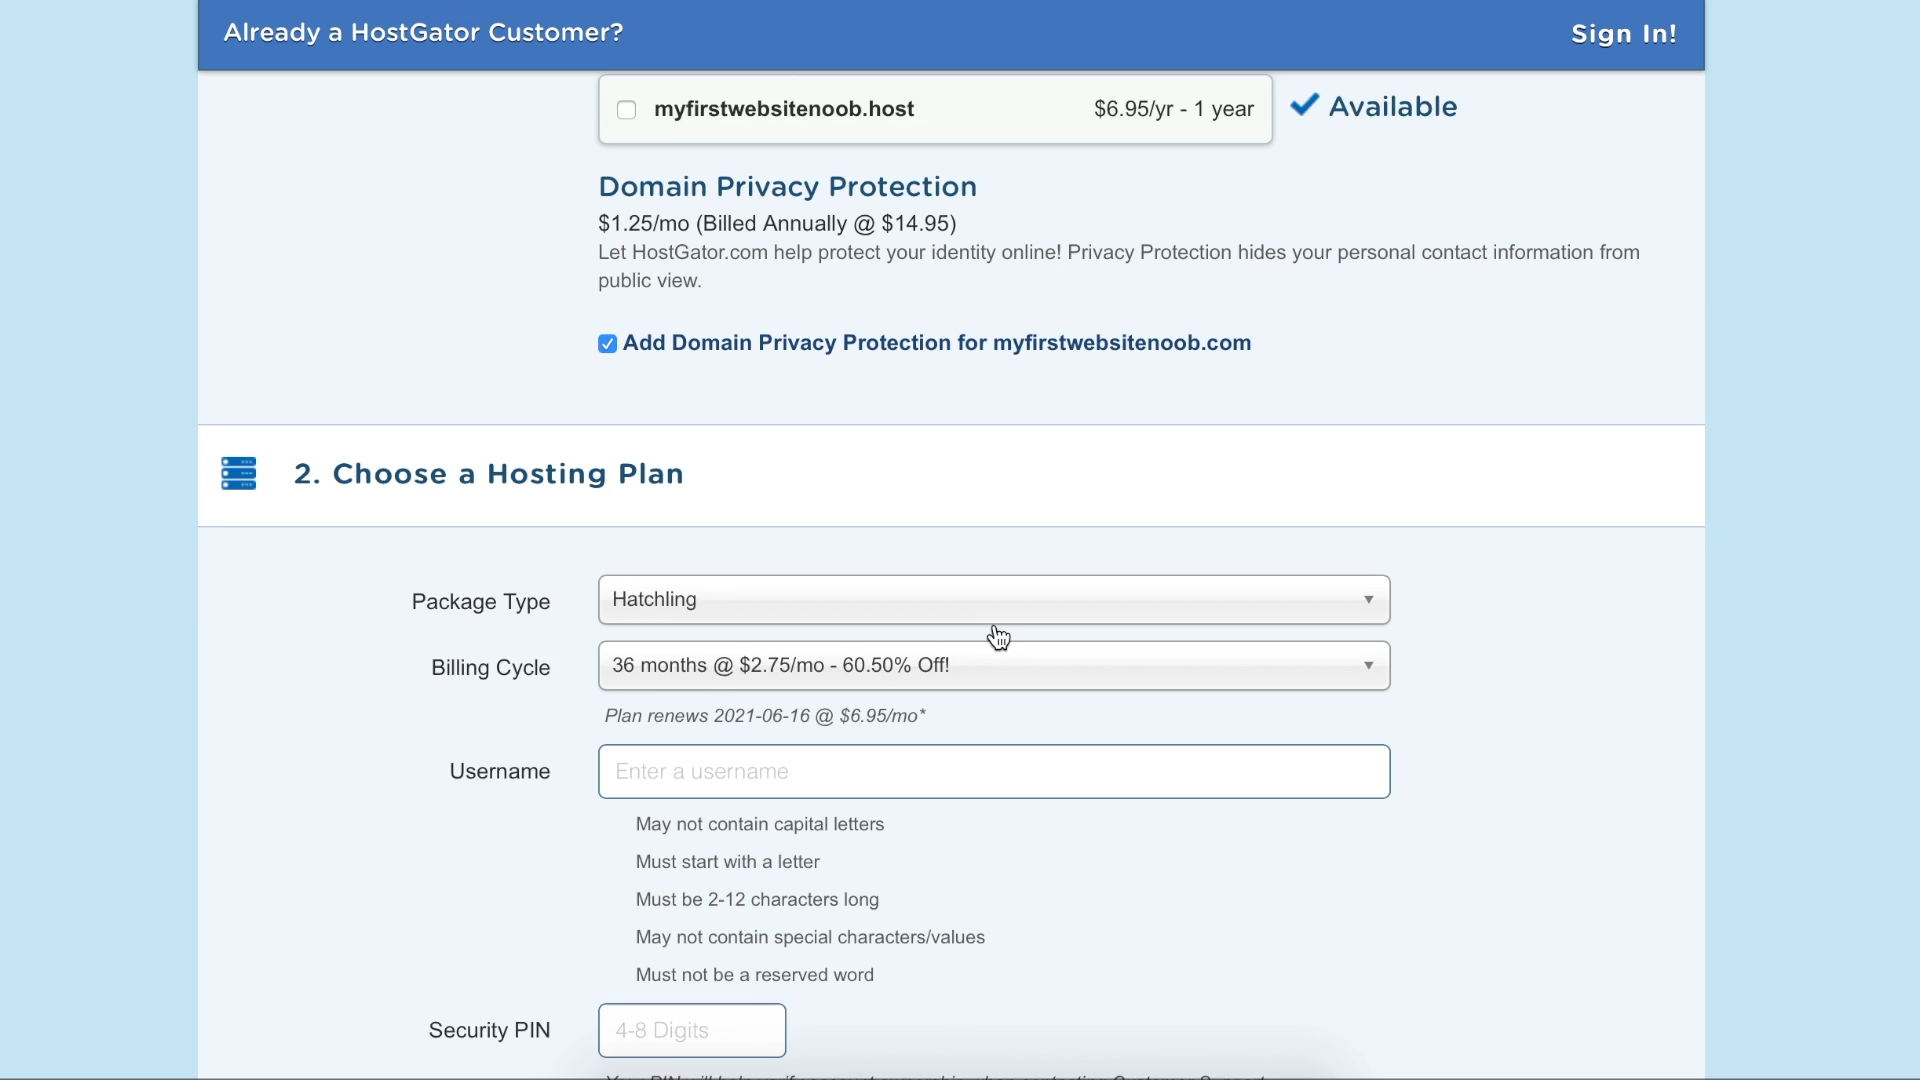 Already a HostGator Customer?
Sign In!
myfirstwebsitenoob.host $6.95/yr - 1 year Available
Domain Privacy Protection
$1.25/mo (Billed Annually @ $14.95)
Let HostGator.com help protect your identity online! Privacy Protection hides your personal contact information from
public view.
Add Domain Privacy Protection for myfirstwebsitenoob.com
2. Choose a Hosting Plan
Package Type Hatchling
Billing Cycle 36 months @ $2.75/mo - 60.50% Off!
Plan renews 2021-06-16 @ $6.95/mo*
Username Enter a username
May not contain capital letters
Must start with a letter
Must be 2-12 characters long
May not contain special characters/values
Must not be a reserved word
Security PIN 4-8 Digits